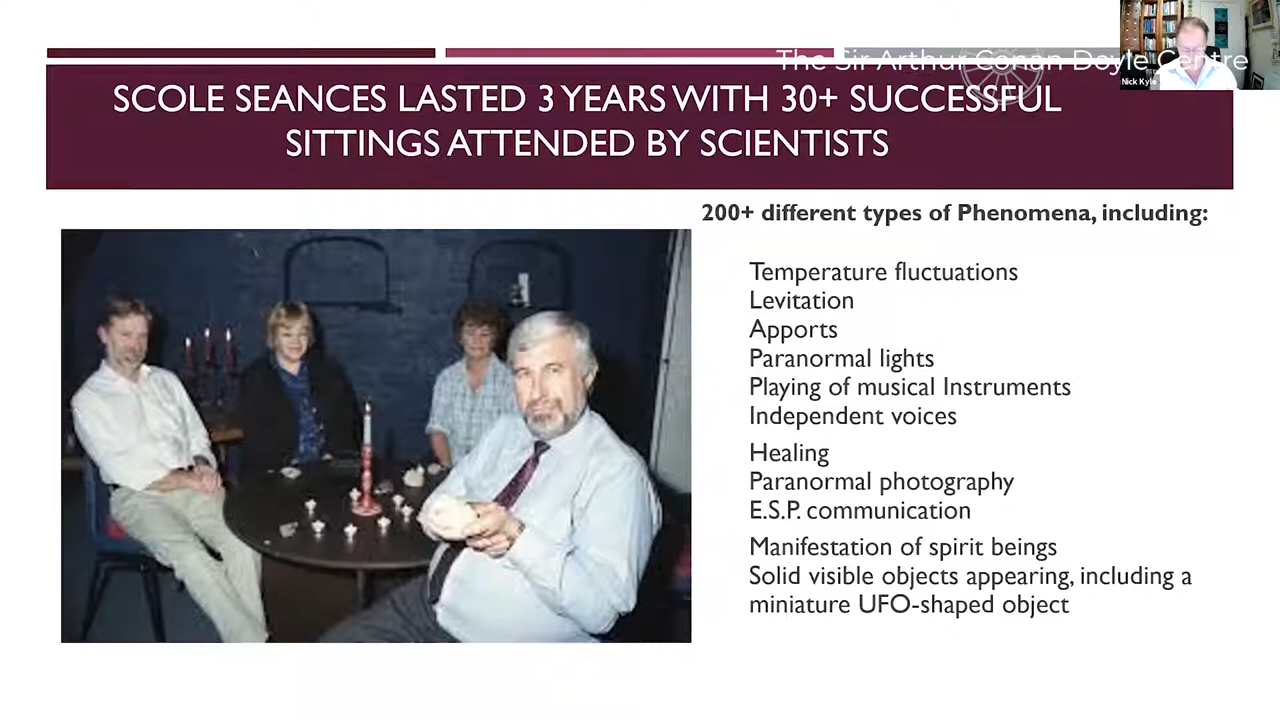 The Sir Arthur Conan Doyle Centre
Nick Kyle
SCOLE SEANCES LASTED 3 YEARS WITH 30+ SUCCESSFUL
SITTINGS ATTENDED BY SCIENTISTS
200+ different types of Phenomena, including:
Temperature fluctuations
Levitation
Apports
Paranormal lights
Playing of musical Instruments
Independent voices
Healing
Paranormal photography
E.S.P. communication
Manifestation of spirit beings
Solid visible objects appearing, including a
miniature UFO-shaped object